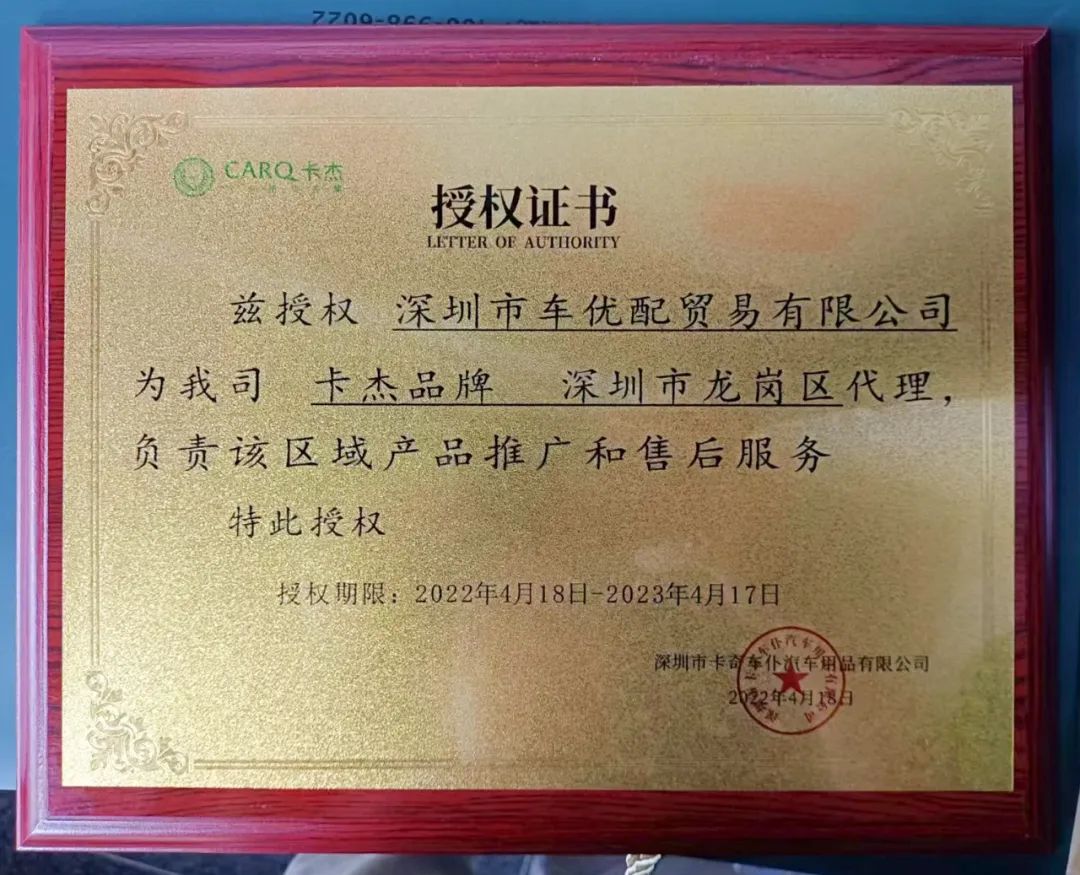 CARQ 卡杰
授权证书
LETTER OF AUTHORITY
兹授权 深圳市车优配贸易有限公司
为我司 卡杰品牌 深圳市龙岗区代理,
负责该区域产品推广和售后服务
特此授权
授权期限：2022年4月18日-2023年4月17日
深圳市卡奇车仆汽车用品有限公司
2022年4月18日